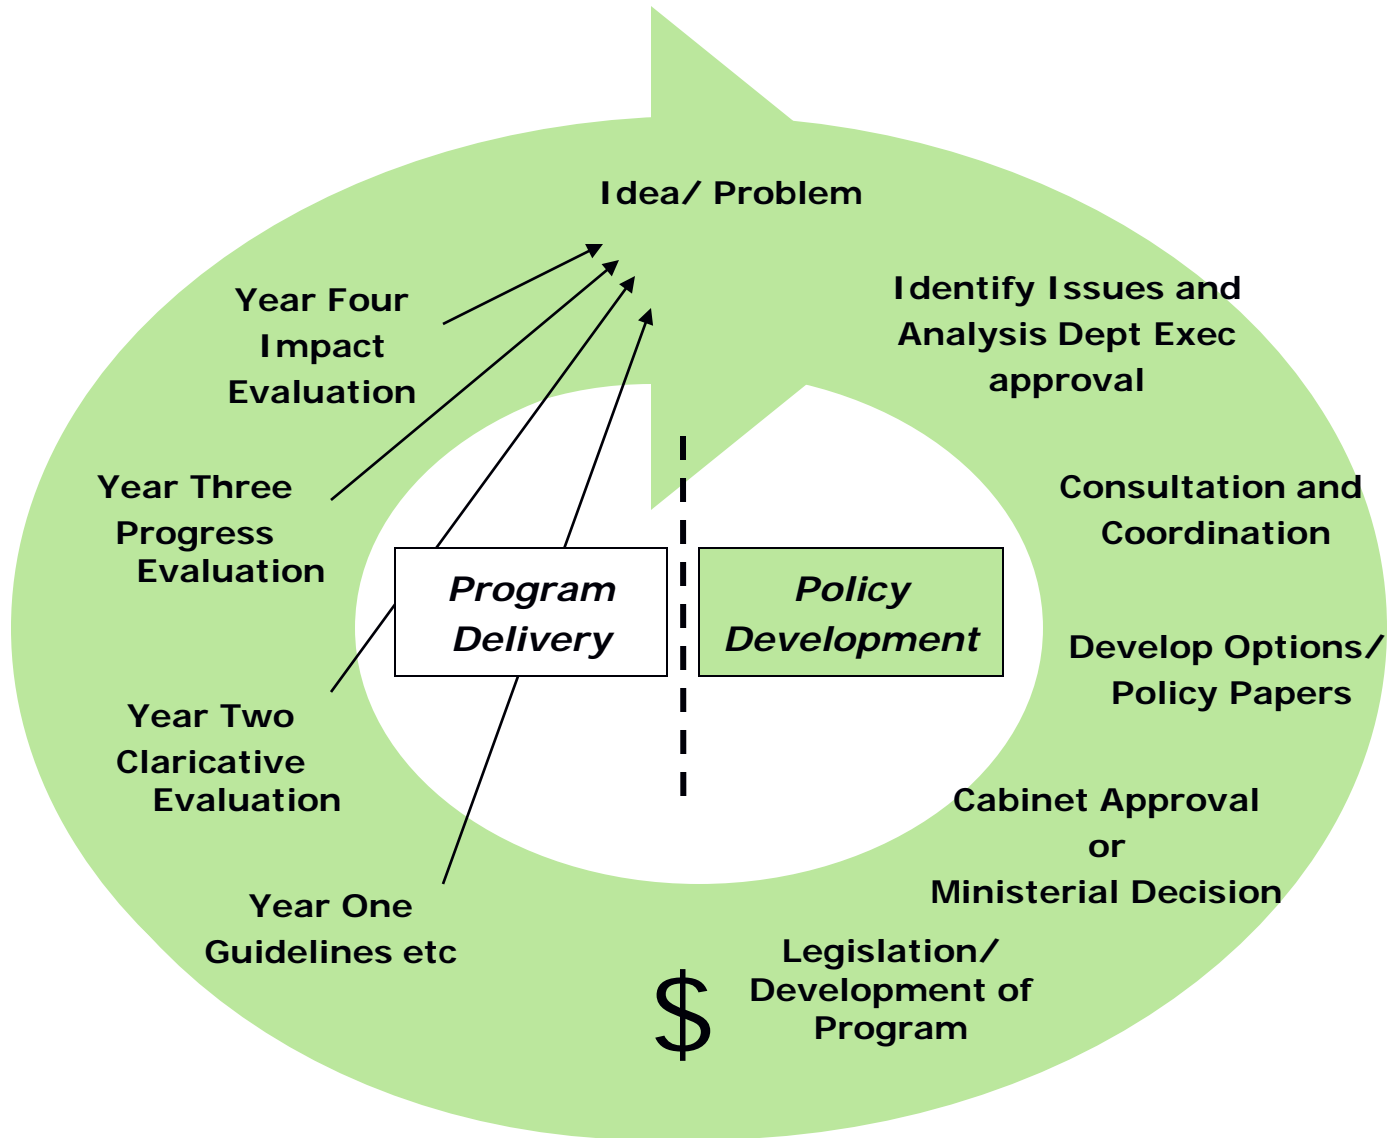 Idea/ Problem
Identify Issues and
Analysis Dept Exec
approval
Consultation and
Coordination
Develop Options/
Policy Papers
Cabinet Approval
or
Ministerial Decision
Legislation/
Development of
Program
$
Year One
Guidelines etc
Year Two
Claricative
Evaluation
Year Three
Progress
Evaluation
Year Four
Impact
Evaluation
Program
Delivery
Policy
Development